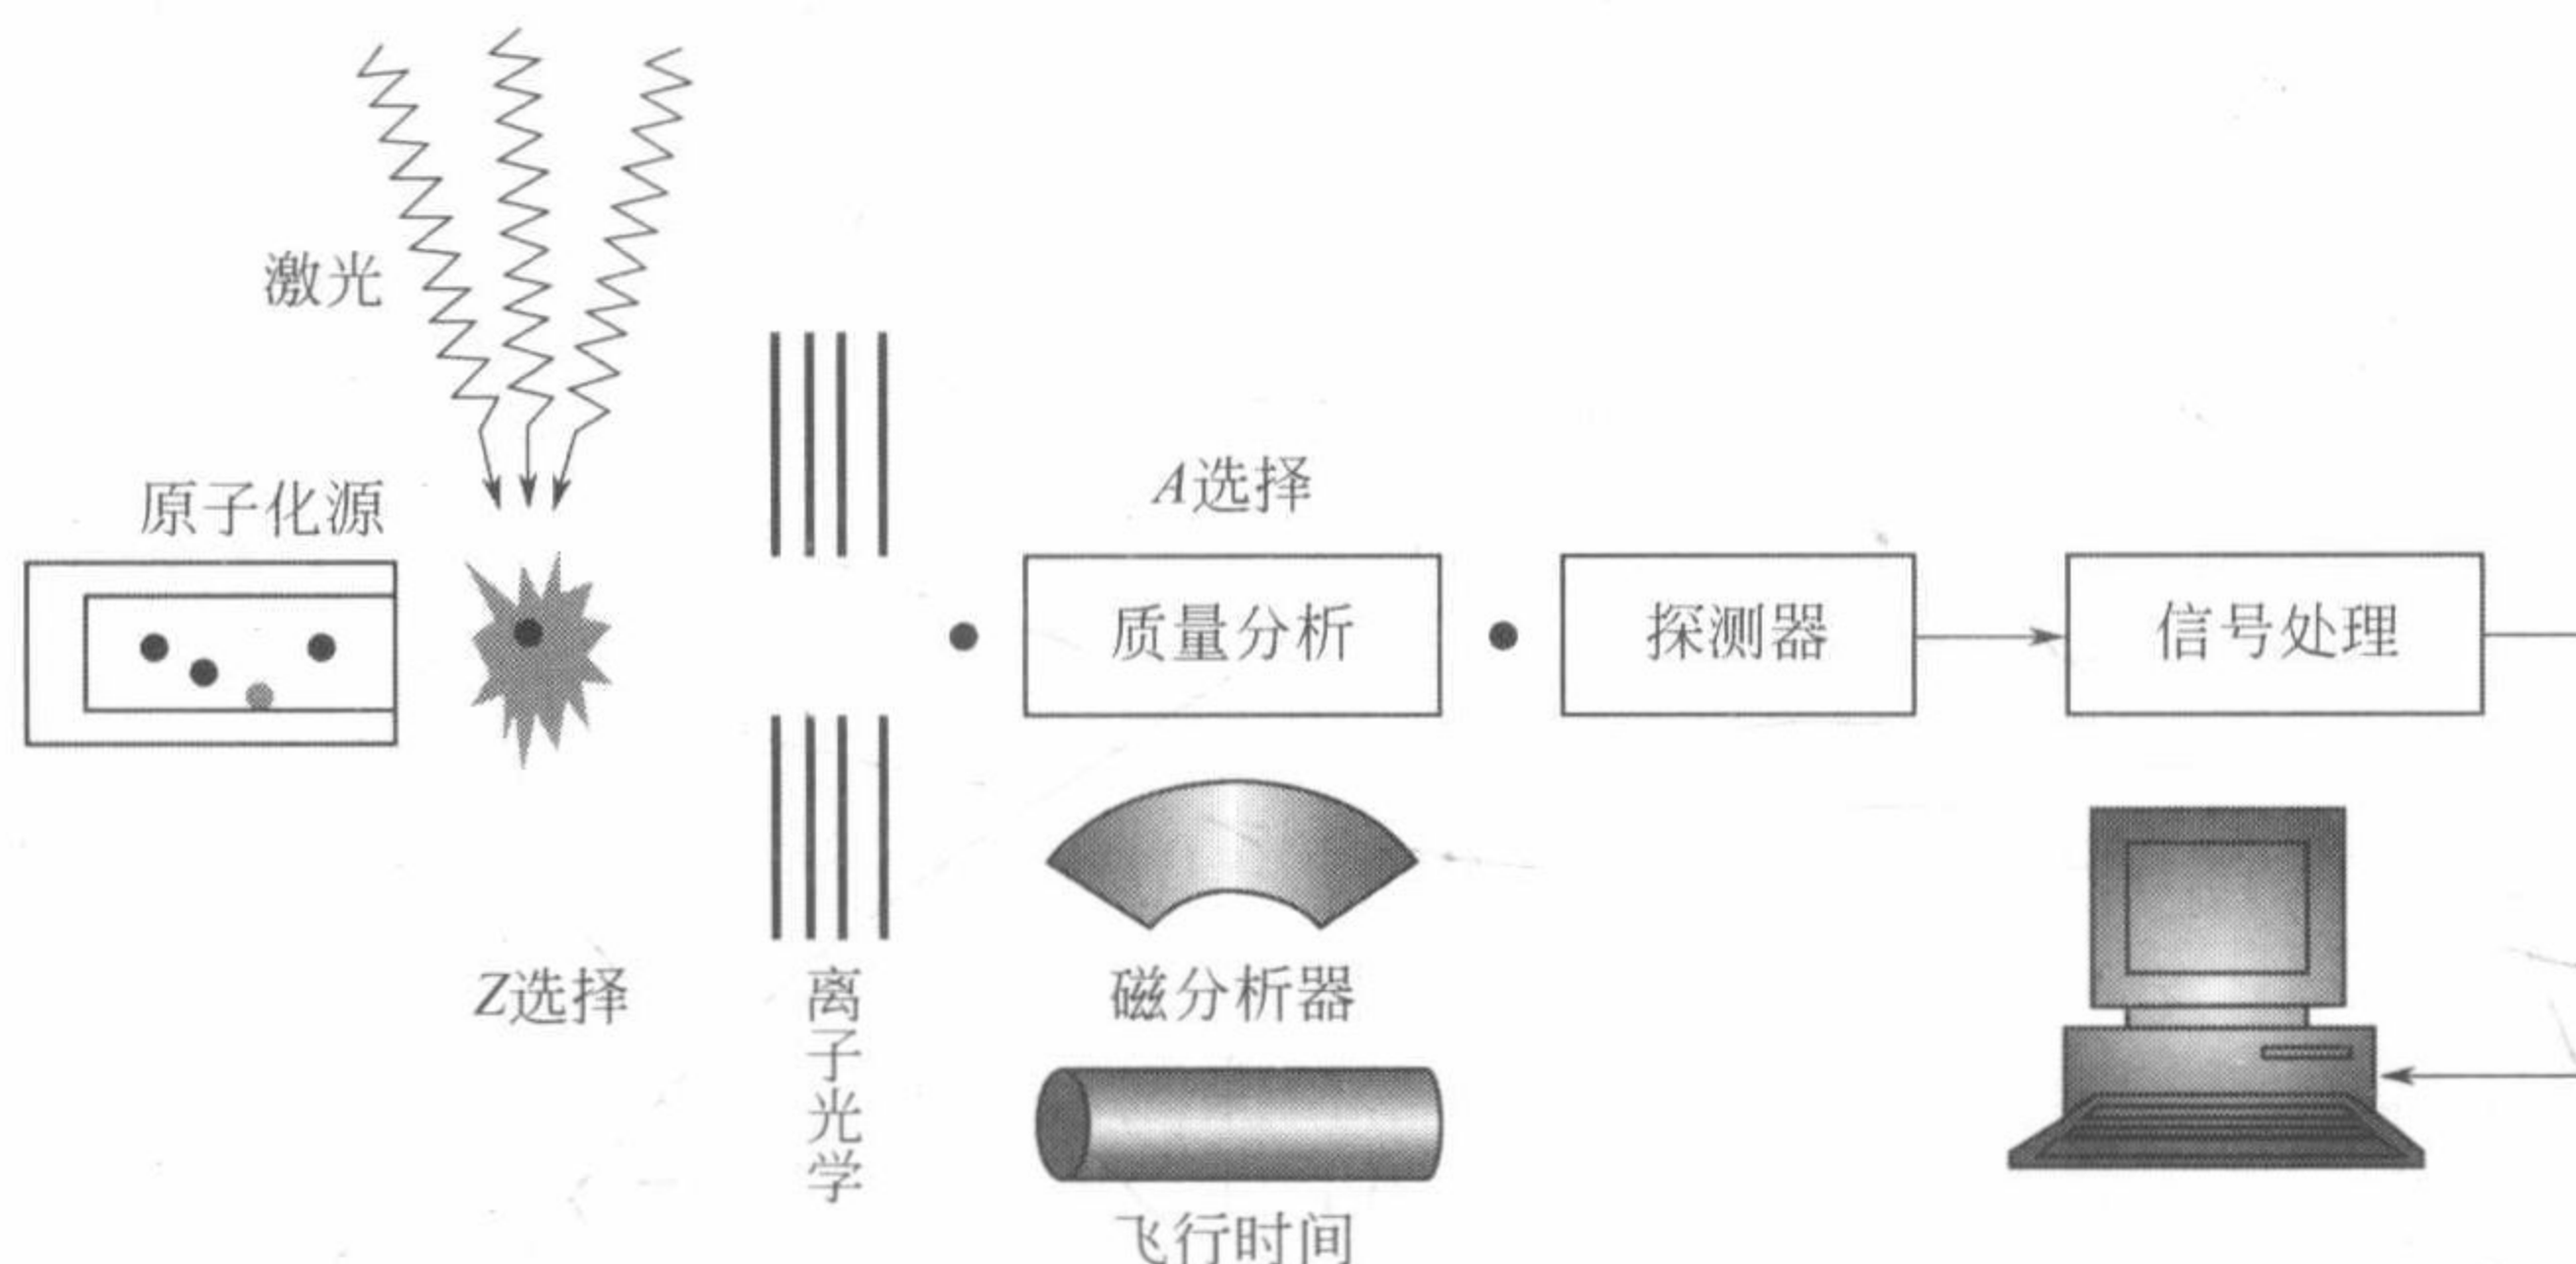 激光
原子化源
A选择
质量分析
探测器
信号处理
Z选择
离子光学
磁分析器
飞行时间